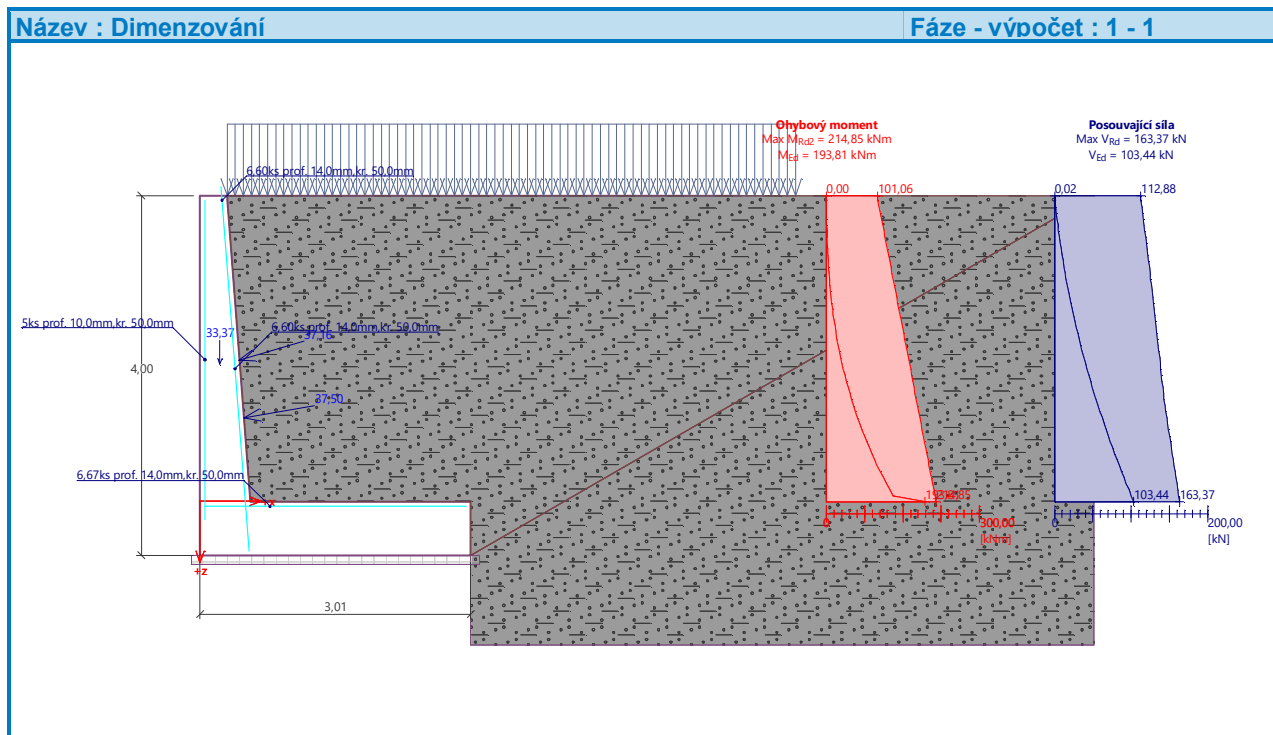 Název : Dimenzování
Fáze - výpočet : 1 - 1
Ohybový moment
Max MRd2 = 214,85 kNm
MEd = 193,81 kNm
Posouvající síla
Max VRd = 163,37 kN
VEd = 103,44 kN
6,60ks prof. 14,0mm,kr. 50,0mm
0,00
101,06
0,02
112,88
5ks prof. 10,0mm,kr. 50,0mm
33,37
6,60ks prof. 14,0mm,kr. 50,0mm
37,16
4,00
37,50
6,67ks prof. 14,0mm,kr. 50,0mm
+x
103,44
163,37
0
300,00
[kNm]
0
200,00
[kN]
+z
3,01